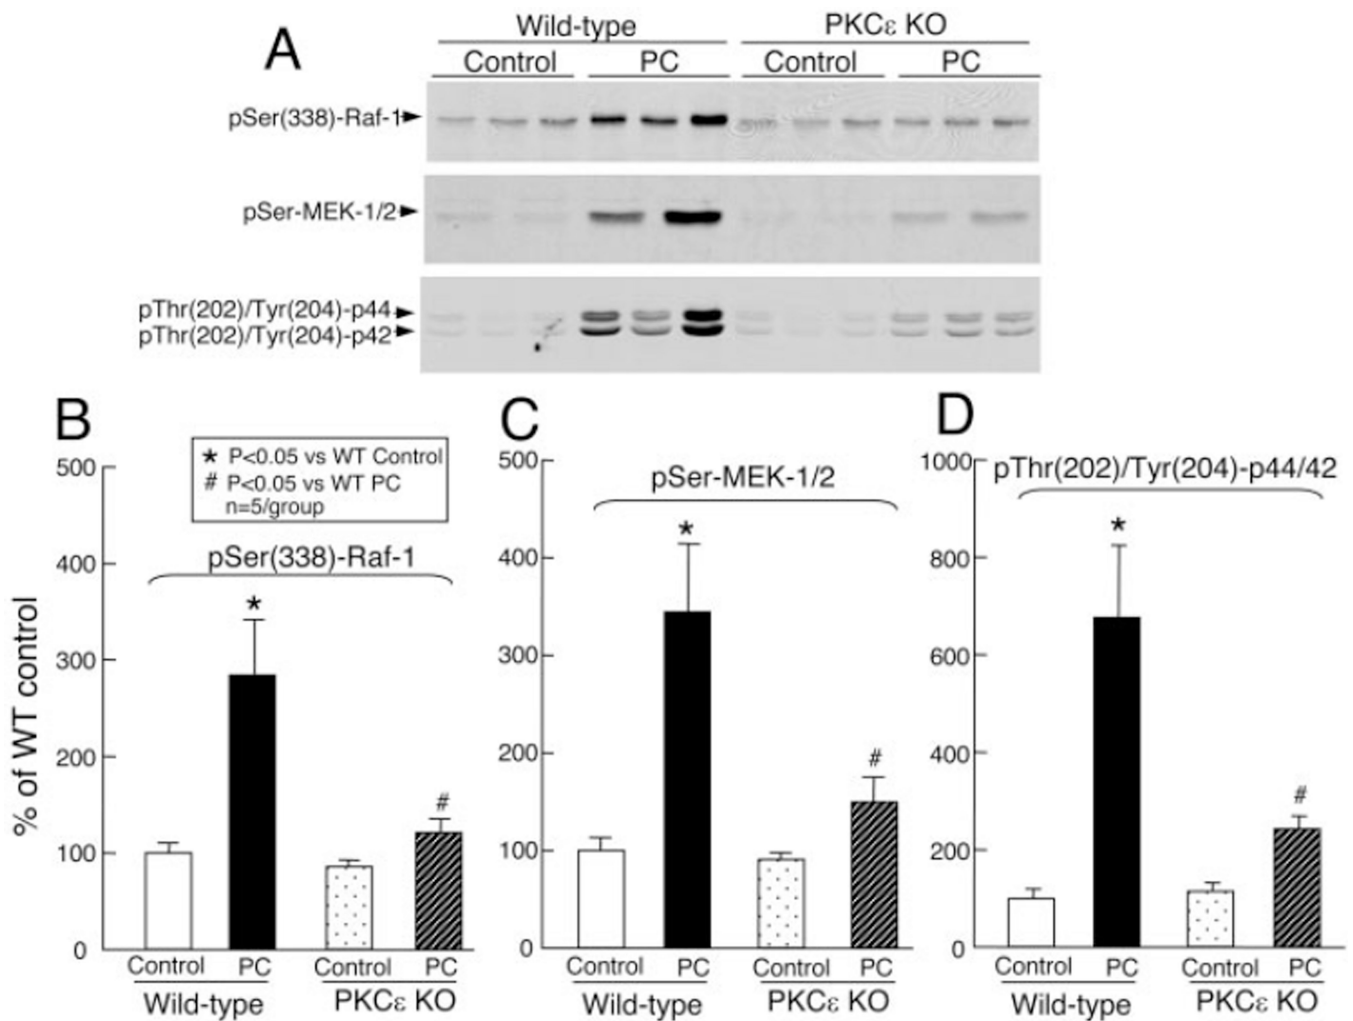 A
Wild-type PKCε KO
Control PC Control PC
pSer(338)-Raf-1
pSer-MEK-1/2
pThr(202)/Tyr(204)-p44
pThr(202)/Tyr(204)-p42
B
* P<0.05 vs WT Control
# P<0.05 vs WT PC
n=5/group
pSer(338)-Raf-1
% of WT control
500
400
300
200
100
0
*
#
Control PC Control PC
Wild-type PKCε KO
C
pSer-MEK-1/2
500
400
300
200
100
0
*
#
Control PC Control PC
Wild-type PKCε KO
D
pThr(202)/Tyr(204)-p44/42
1000
800
600
400
200
0
*
#
Control PC Control PC
Wild-type PKCε KO